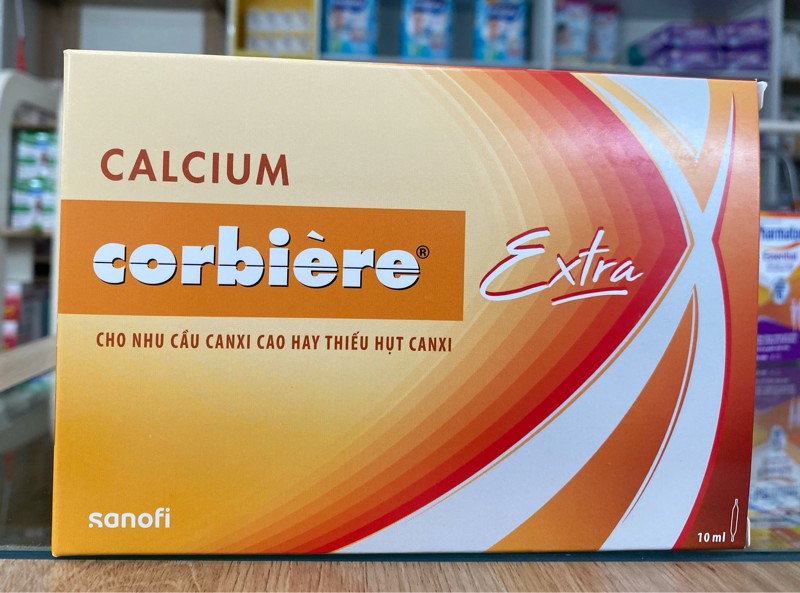 CALCIUM
corbière®
Extra
CHO NHU CẦU CANXI CAO HAY THIẾU HỤT CANXI
sanofi
10 ml